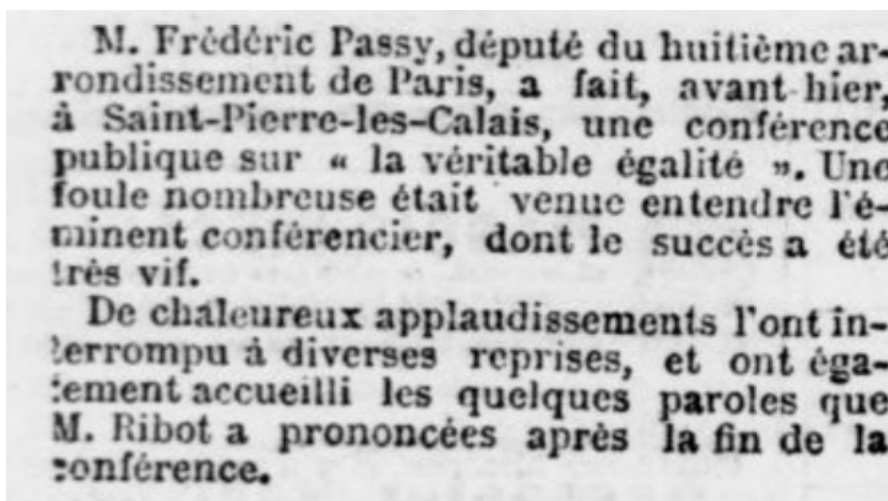 M. Frédéric Passy, député du huitième ar-
rondissement de Paris, a fait, avant-hier,
à Saint-Pierre-les-Calais, une conférence
publique sur « la véritable égalité ». Une
foule nombreuse était venue entendre l'é-
minent conférencier, dont le succès a été
très vif.
De chaleureux applaudissements l'ont in-
terrompu à diverses reprises, et ont éga-
lement accueilli les quelques paroles que
M. Ribot a prononcées après la fin de la
conférence.